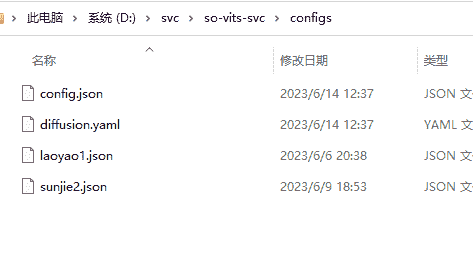 此电脑 > 系统 (D:) > svc > so-vits-svc > configs
名称 修改日期 类型
config.json 2023/6/14 12:37 JSON 文
diffusion.yaml 2023/6/14 12:37 YAML 文
laoyao1.json 2023/6/6 20:38 JSON 文
sunjie2.json 2023/6/9 18:53 JSON 文